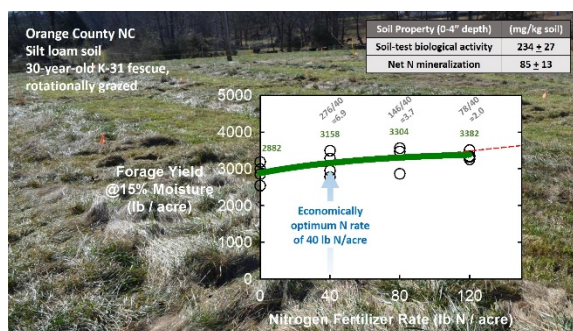 Orange County NC
Silt loam soil
30-year-old K-31 fescue,
rotationally grazed
Soil Property (0-4" depth) (mg/kg soil)
Soil-test biological activity 234 ± 27
Net N mineralization 85 ± 13
276/40
=6.9
146/40
=3.7
78/40
=2.0
5000
4000
3000
2000
1000
0
2882
3158
3304
3382
Forage Yield
@15% Moisture
(lb / acre)
Economically
optimum N rate
of 40 lb N/acre
0 40 80 120
Nitrogen Fertilizer Rate (lb N / acre)